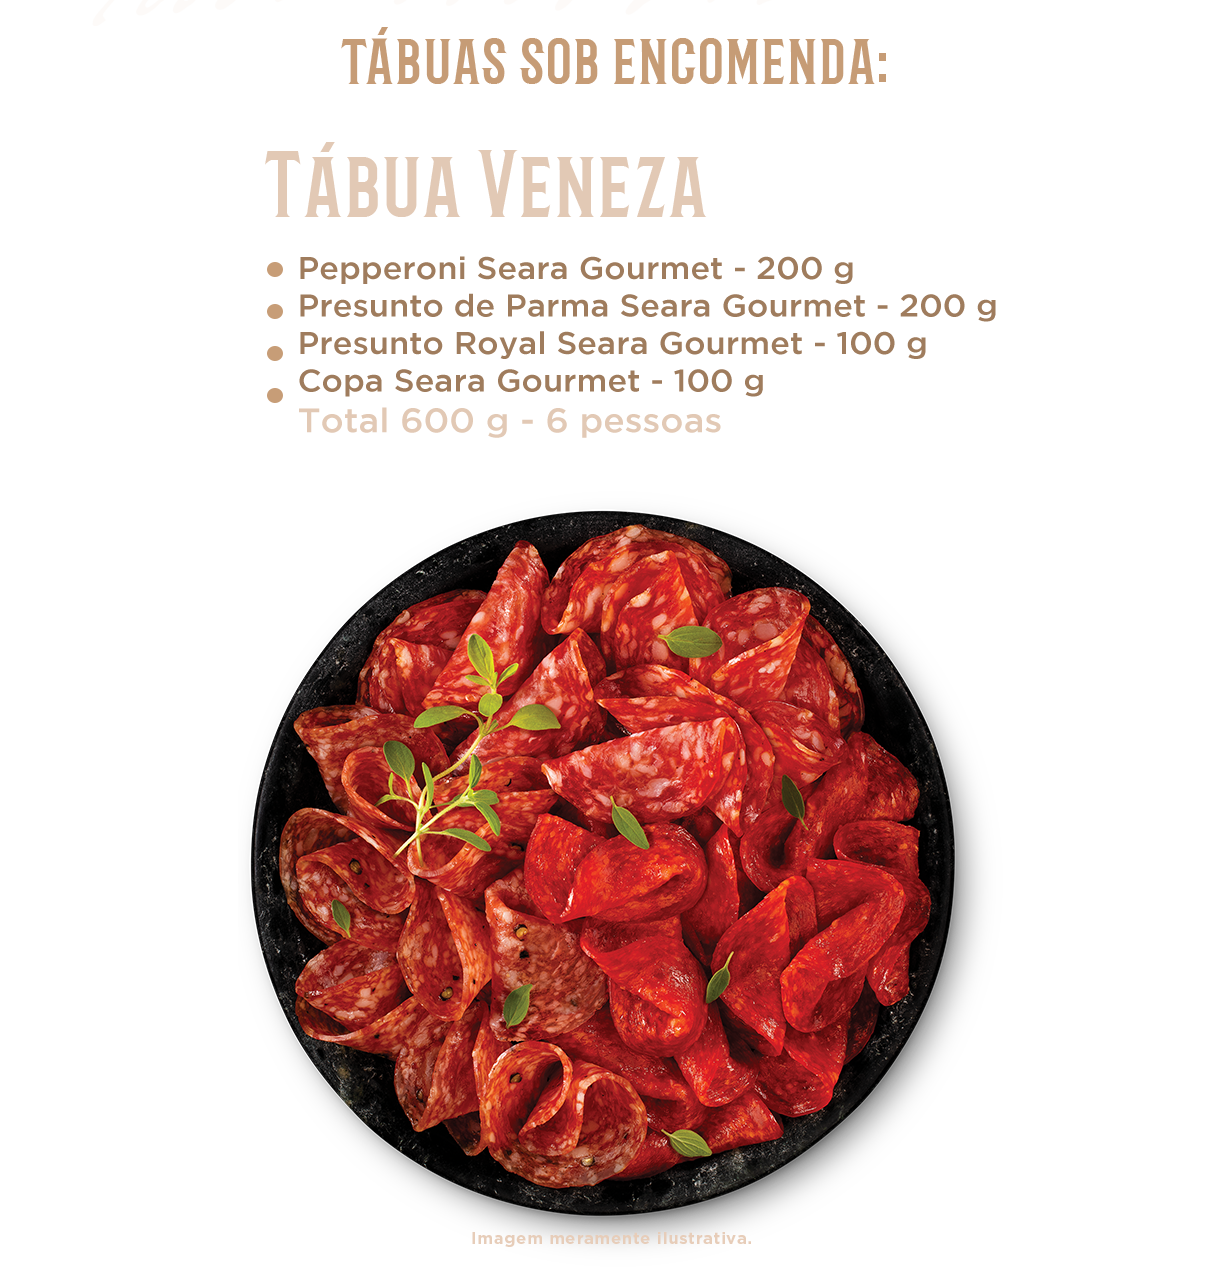 TÁBUAS SOB ENCOMENDA:
TÁBUA VENEZA
Pepperoni Seara Gourmet - 200 g
Presunto de Parma Seara Gourmet - 200 g
Presunto Royal Seara Gourmet - 100 g
Copa Seara Gourmet - 100 g
Total 600 g - 6 pessoas
Imagem meramente ilustrativa.